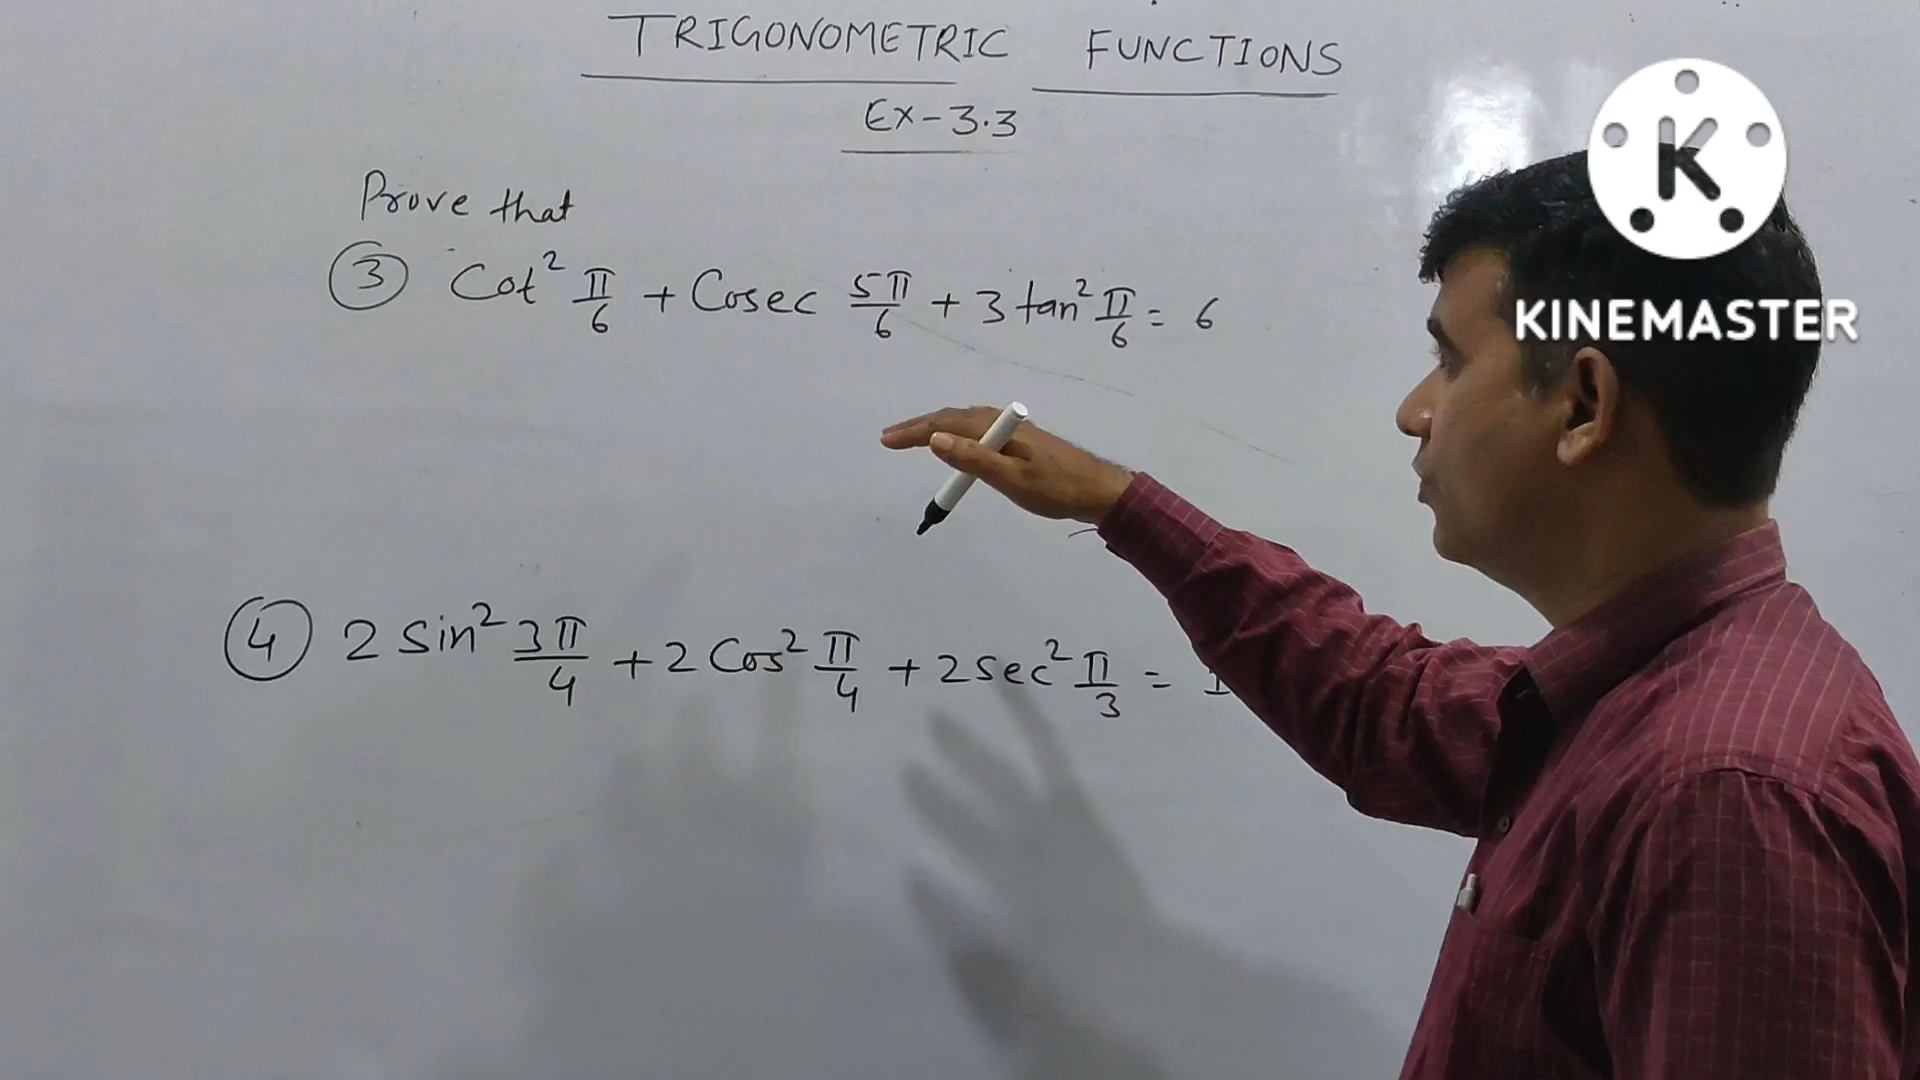 TRIGONOMETRIC FUNCTIONS
Ex-3.3
Prove that
③ Cot² π/6 + Cosec 5π/6 + 3 tan² π/6 = 6
④ 2 Sin² 3π/4 + 2 Cos² π/4 + 2 sec² π/3 =
KINEMASTER